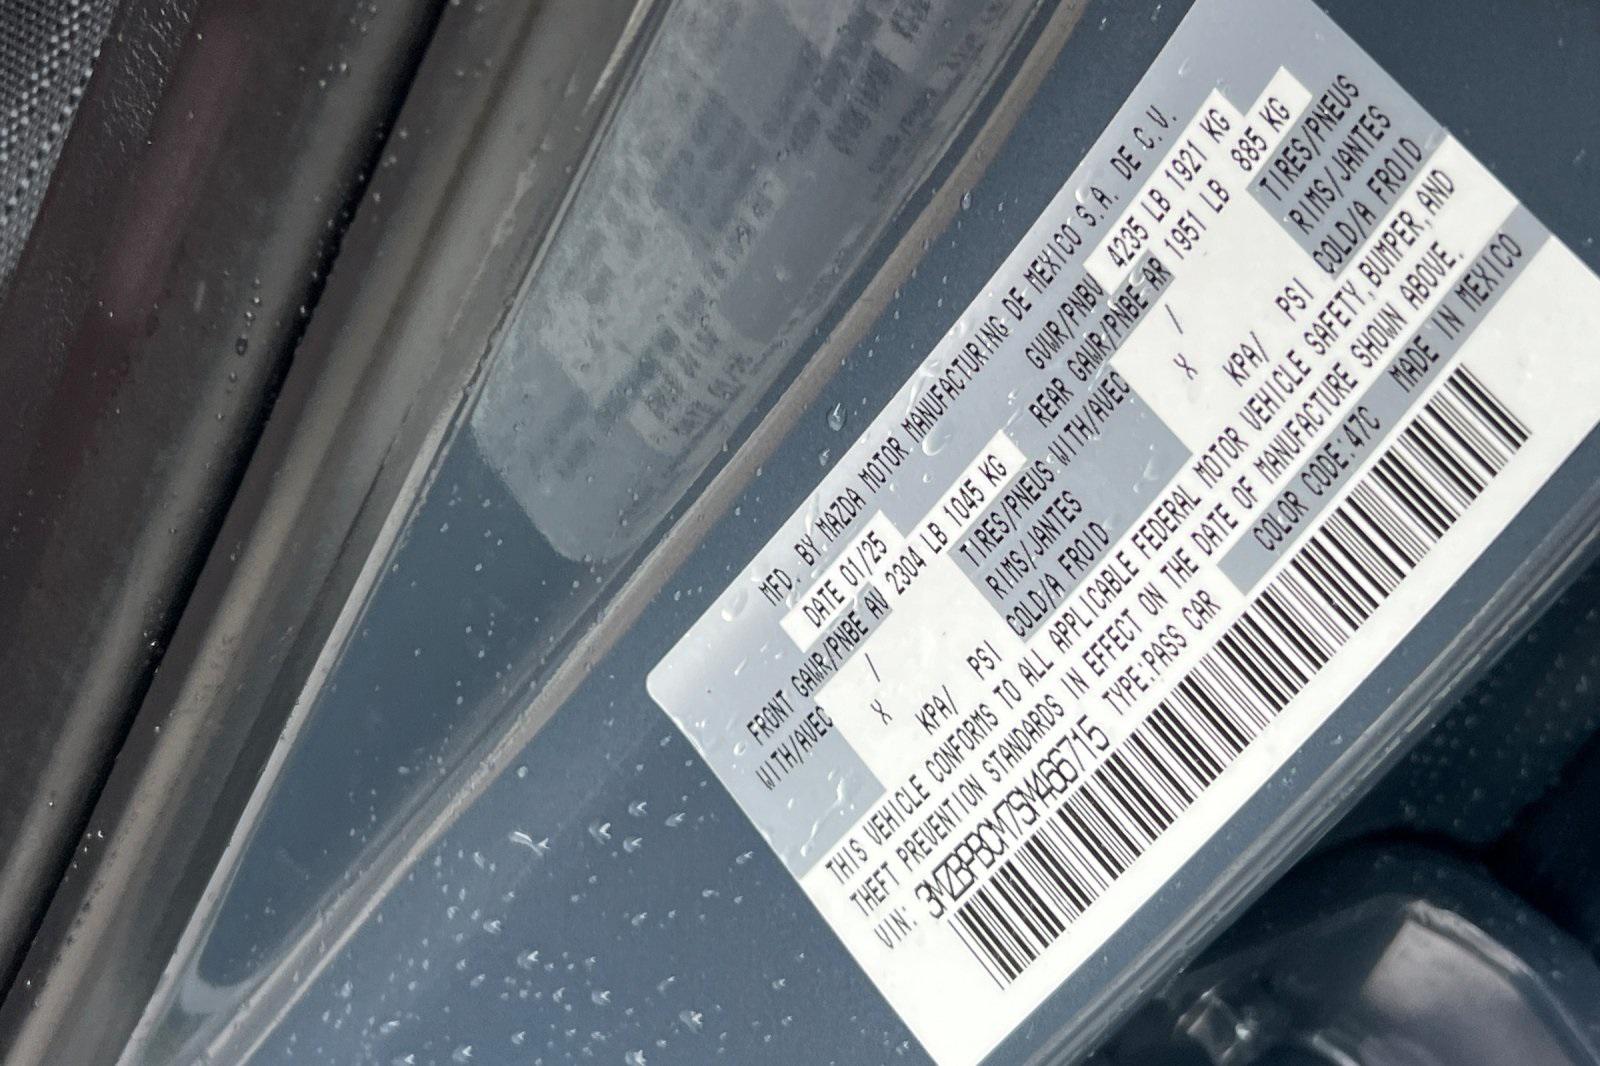 MFD. BY MAZDA MOTOR MANUFACTURING DE MEXICO S.A. DE C.V.
DATE 01/25 GVWR/PNBV 4235 LB 1921 KG
FRONT GAWR/PNBE AV 2304 LB 1045 KG REAR GAWR/PNBE AR 1951 LB 885 KG
WITH/AVEC / TIRES/PNEUS WITH/AVEC / TIRES/PNEUS
X RIMS/JANTES X RIMS/JANTES
KPA/ PSI COLD/A FROID KPA/ PSI COLD/A FROID
THIS VEHICLE CONFORMS TO ALL APPLICABLE FEDERAL MOTOR VEHICLE SAFETY, BUMPER, AND
THEFT PREVENTION STANDARDS IN EFFECT ON THE DATE OF MANUFACTURE SHOWN ABOVE.
VIN: 3MZBPBCM7SM466715 TYPE:PASS CAR COLOR CODE:47C MADE IN MEXICO